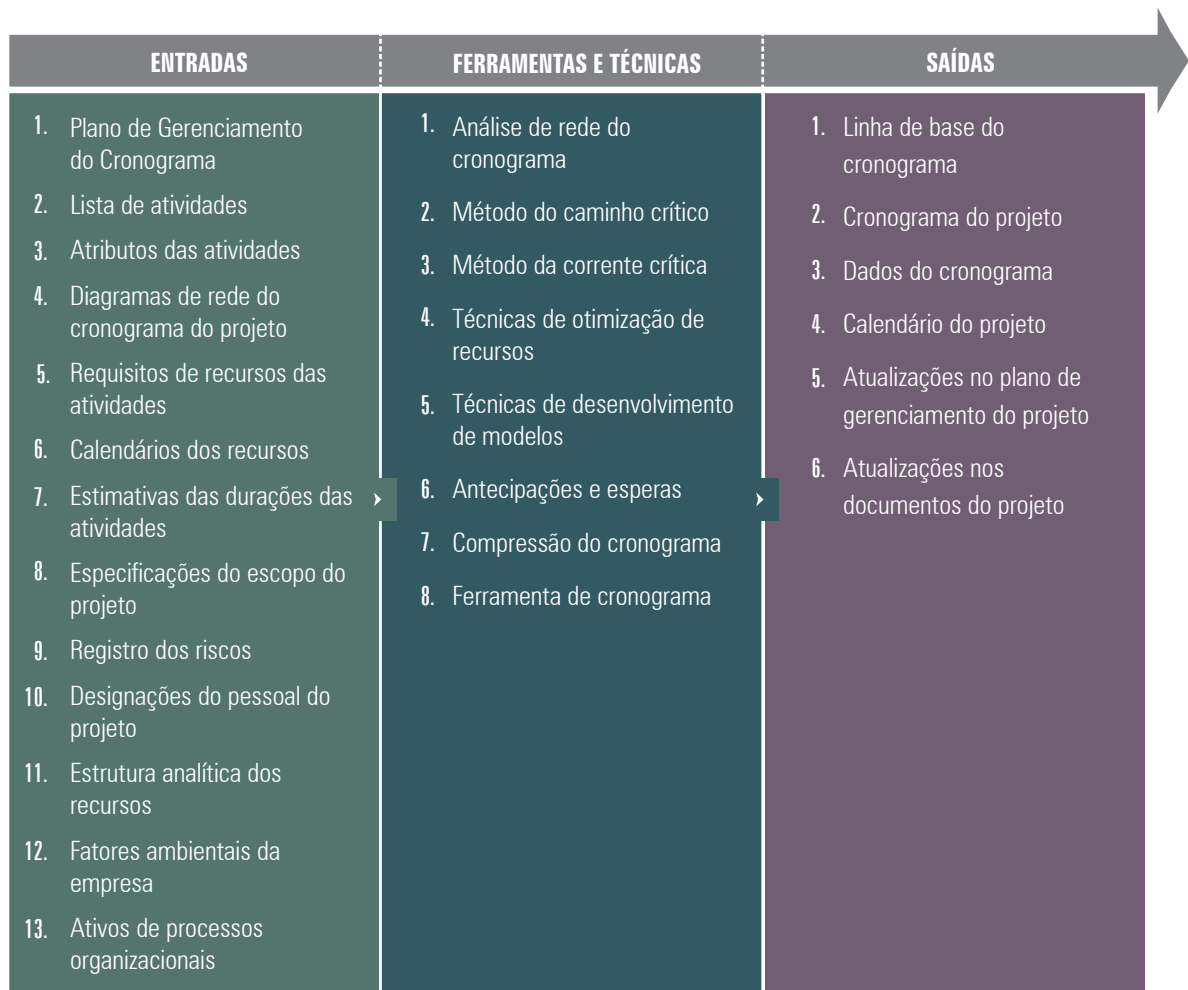 ENTRADAS
FERRAMENTAS E TÉCNICAS
SAÍDAS
1. Plano de Gerenciamento
do Cronograma
2. Lista de atividades
3. Atributos das atividades
4. Diagramas de rede do
cronograma do projeto
5. Requisitos de recursos das
atividades
6. Calendários dos recursos
7. Estimativas das durações das
atividades
8. Especificações do escopo do
projeto
9. Registro dos riscos
10. Designações do pessoal do
projeto
11. Estrutura analítica dos
recursos
12. Fatores ambientais da
empresa
13. Ativos de processos
organizacionais
1. Análise de rede do
cronograma
2. Método do caminho crítico
3. Método da corrente crítica
4. Técnicas de otimização de
recursos
5. Técnicas de desenvolvimento
de modelos
6. Antecipações e esperas
7. Compressão do cronograma
8. Ferramenta de cronograma
1. Linha de base do
cronograma
2. Cronograma do projeto
3. Dados do cronograma
4. Calendário do projeto
5. Atualizações no plano de
gerenciamento do projeto
6. Atualizações nos
documentos do projeto